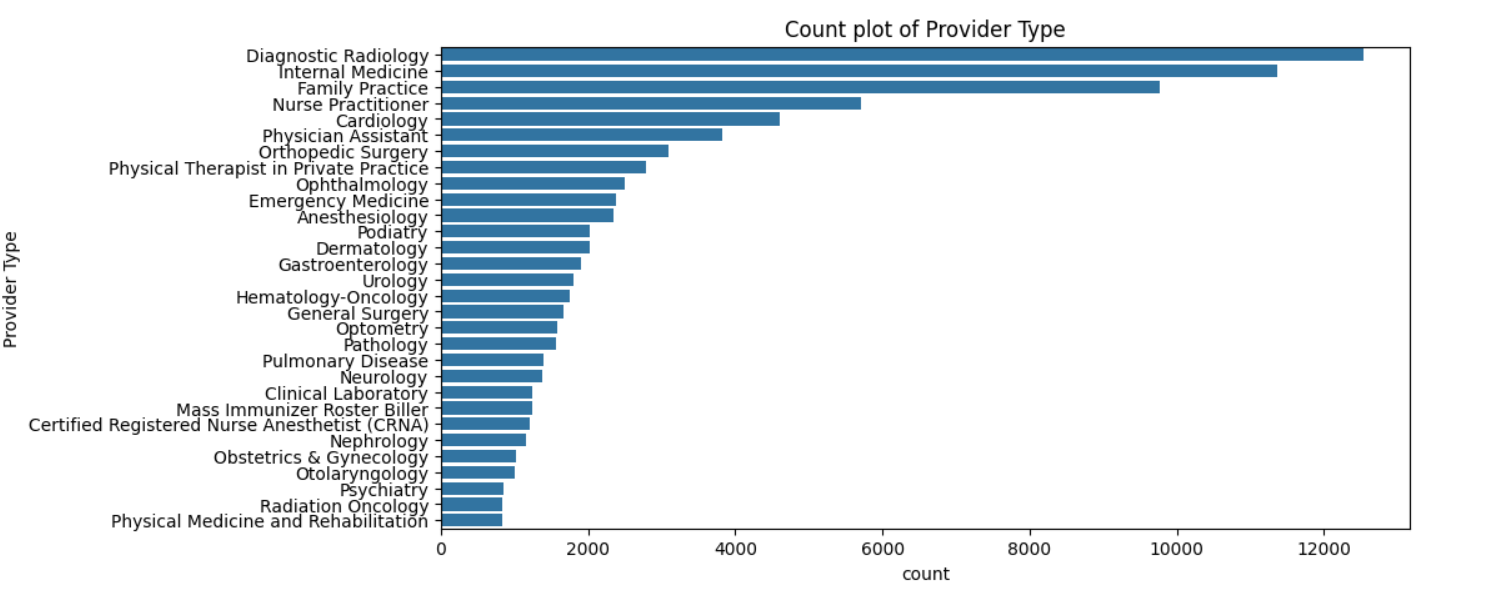 Count plot of Provider Type
Provider Type
Diagnostic Radiology
Internal Medicine
Family Practice
Nurse Practitioner
Cardiology
Physician Assistant
Orthopedic Surgery
Physical Therapist in Private Practice
Ophthalmology
Emergency Medicine
Anesthesiology
Podiatry
Dermatology
Gastroenterology
Urology
Hematology-Oncology
General Surgery
Optometry
Pathology
Pulmonary Disease
Neurology
Clinical Laboratory
Mass Immunizer Roster Biller
Certified Registered Nurse Anesthetist (CRNA)
Nephrology
Obstetrics & Gynecology
Otolaryngology
Psychiatry
Radiation Oncology
Physical Medicine and Rehabilitation
0 2000 4000 6000 8000 10000 12000
count